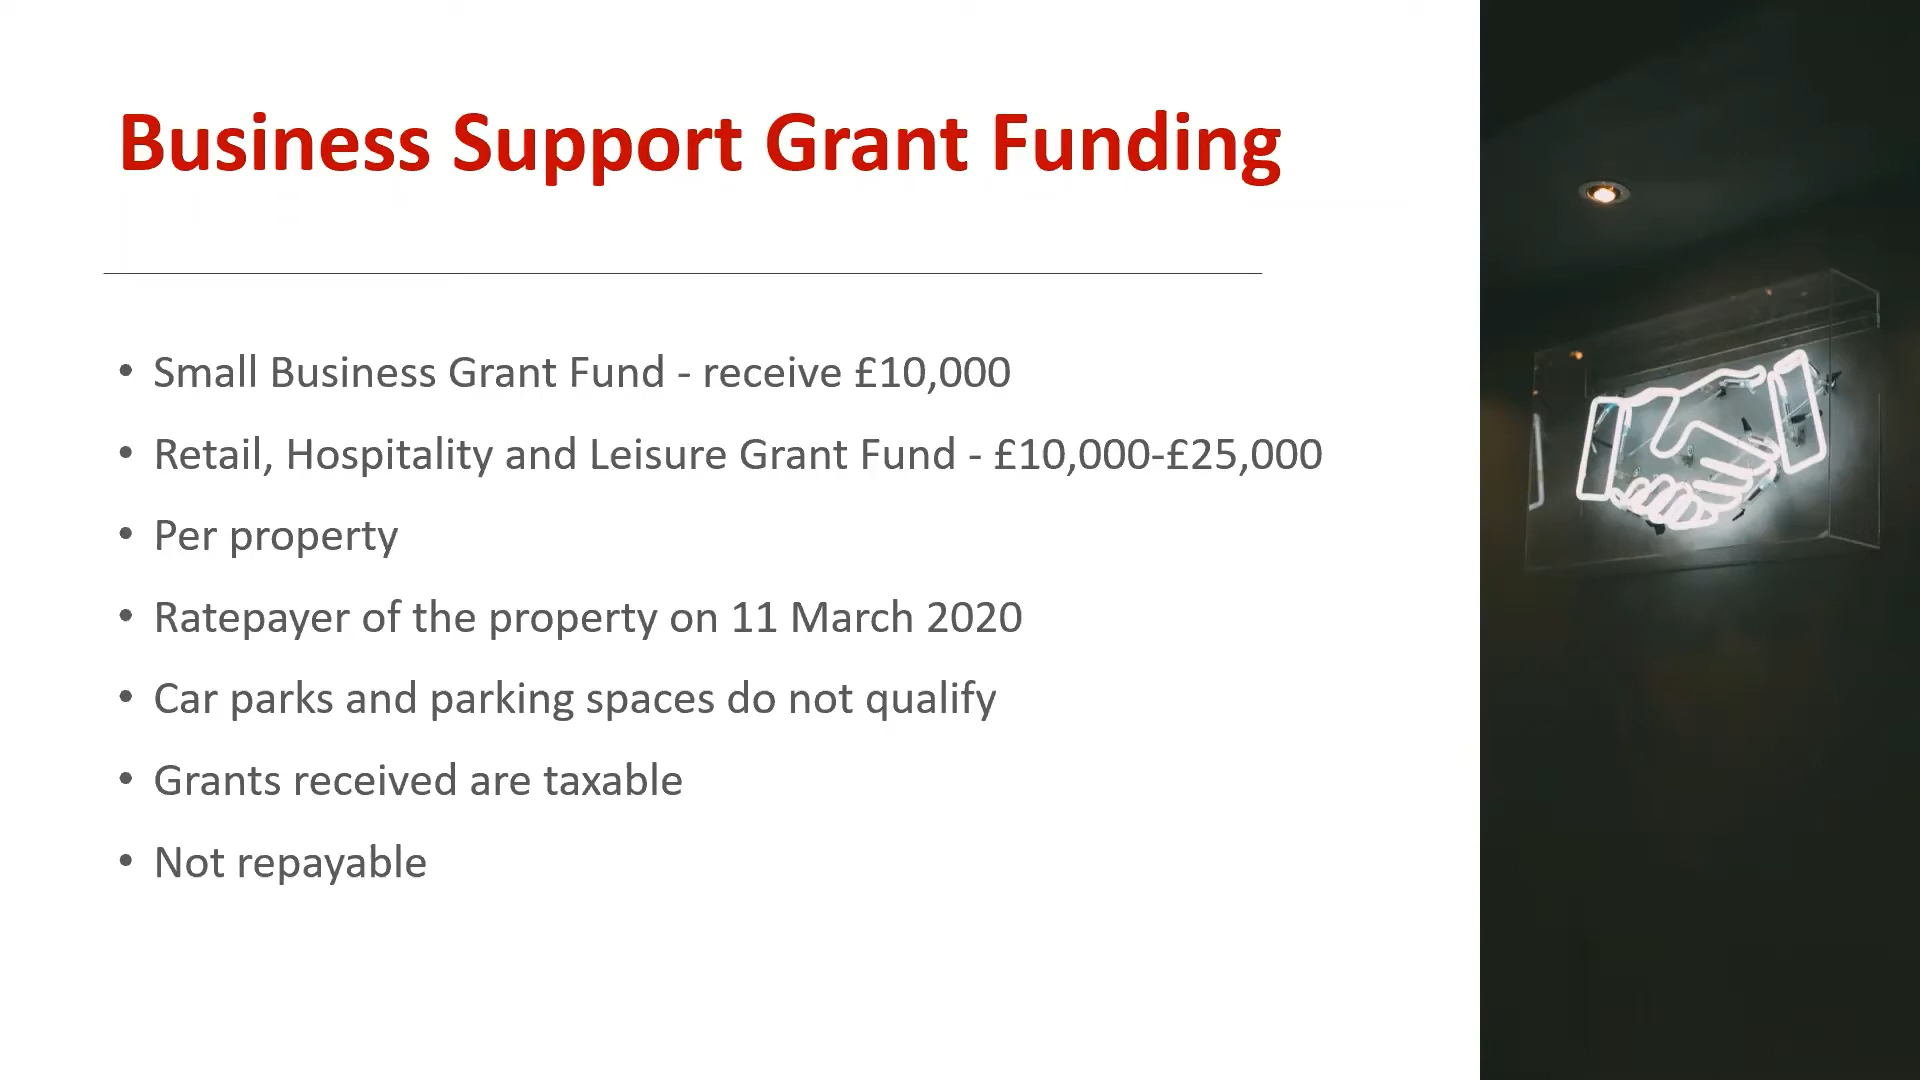 Business Support Grant Funding
• Small Business Grant Fund - receive £10,000
• Retail, Hospitality and Leisure Grant Fund - £10,000-£25,000
• Per property
• Ratepayer of the property on 11 March 2020
• Car parks and parking spaces do not qualify
• Grants received are taxable
• Not repayable